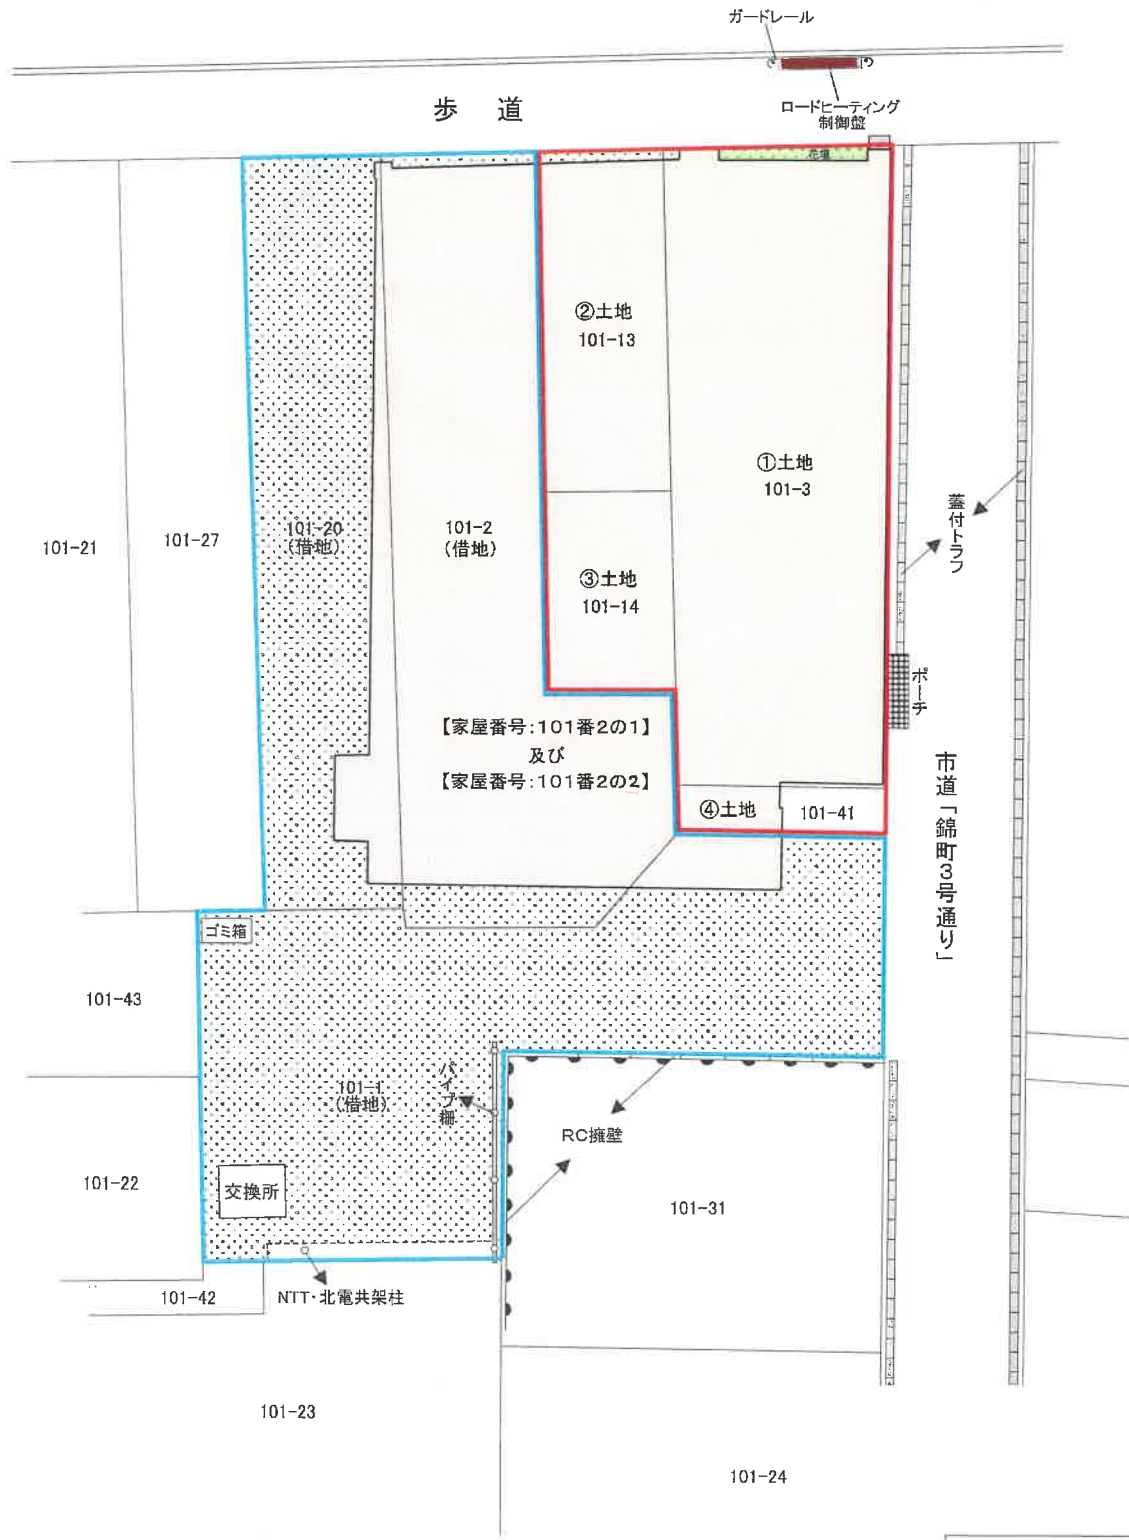 ガードレール
ロードヒーティング
制御盤
歩 道
花壇
②土地
101-13
①土地
101-3
蓋付トラフ
101-21
101-27
101-20
(借地)
101-2
(借地)
③土地
101-14
ポーチ
【家屋番号:101番2の1】
及び
【家屋番号:101番2の2】
④土地
101-41
市道「錦町3号通り」
ゴミ箱
101-43
101-1
(借地)
パイプ柵
RC擁壁
101-22
交換所
101-31
101-42
NTT・北電共架柱
101-23
101-24